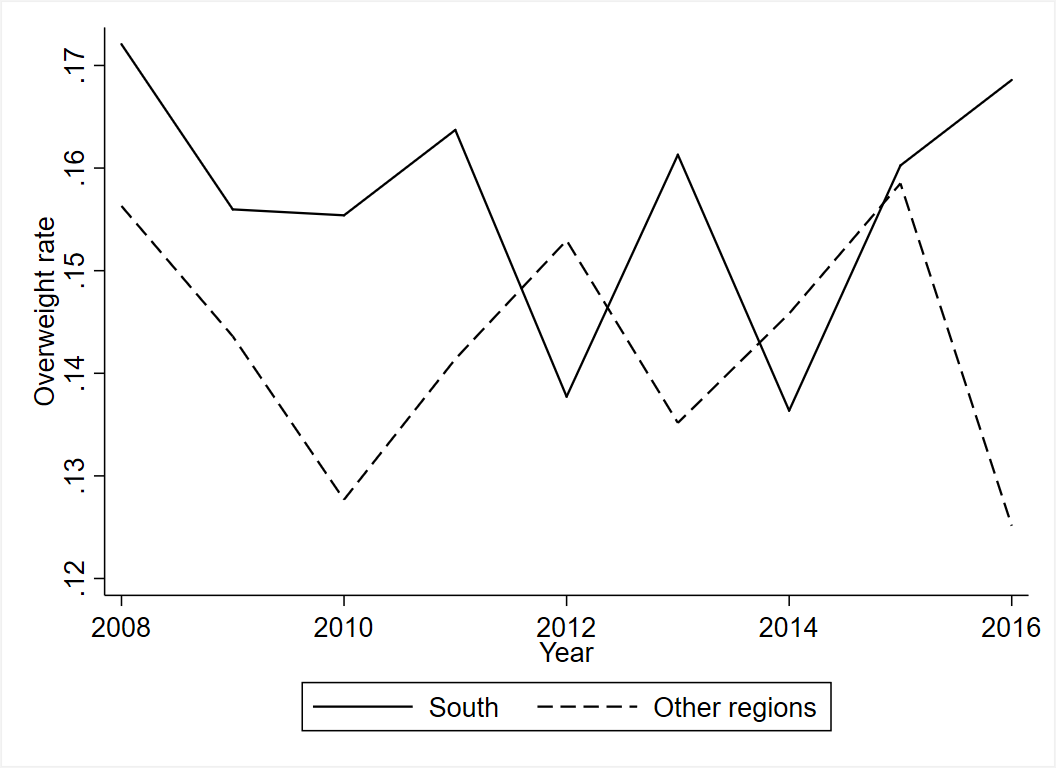 Overweight rate
.17
.16
.15
.14
.13
.12
2008 2010 2012 2014 2016
Year
South Other regions